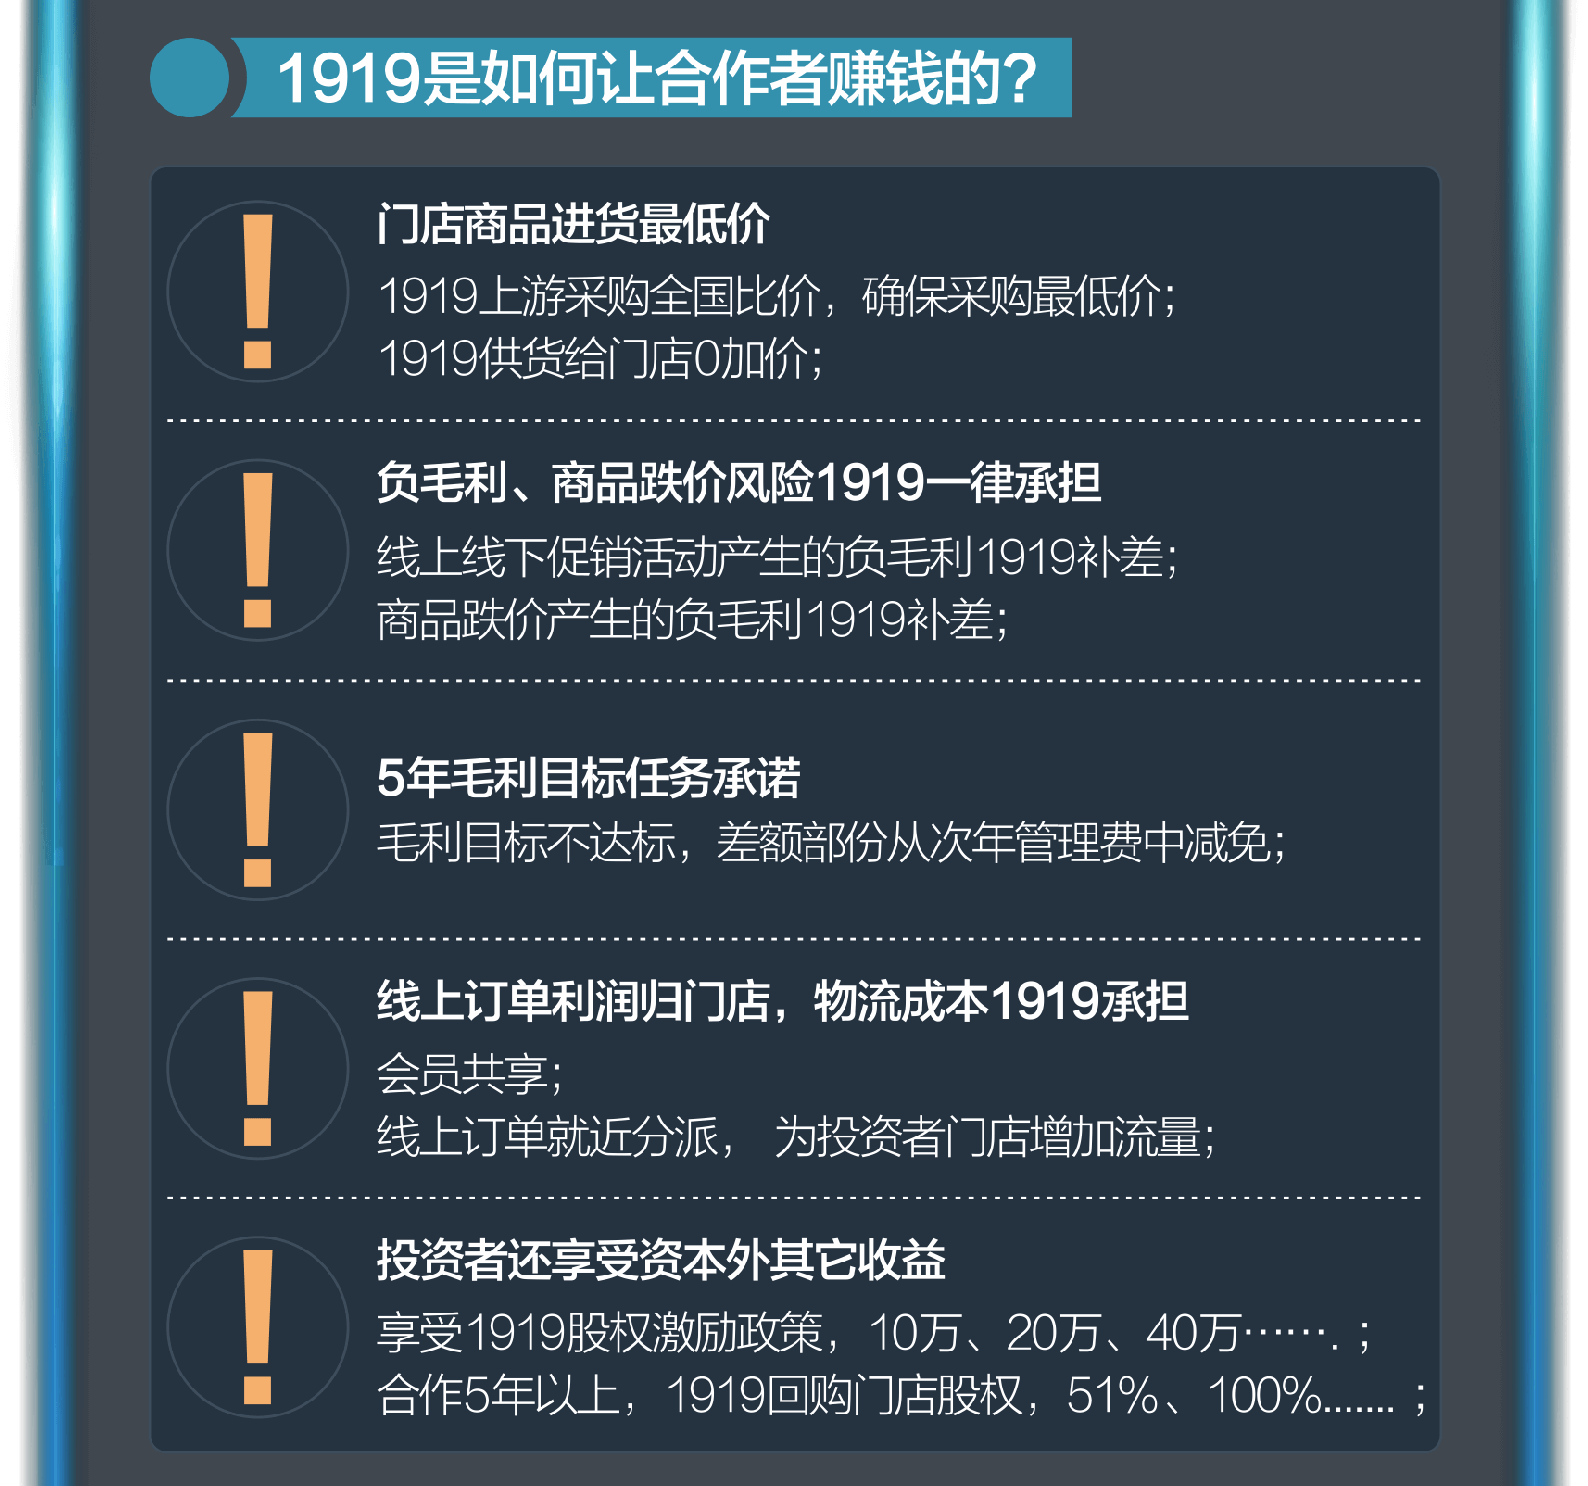 1919是如何让合作者赚钱的?
门店商品进货最低价
1919上游采购全国比价，确保采购最低价；
1919供货给门店0加价；
负毛利、商品跌价风险1919一律承担
线上线下促销活动产生的负毛利1919补差；
商品跌价产生的负毛利1919补差；
5年毛利目标任务承诺
毛利目标不达标，差额部份从次年管理费中减免；
线上订单利润归门店，物流成本1919承担
会员共享；
线上订单就近分派， 为投资者门店增加流量；
投资者还享受资本外其它收益
享受1919股权激励政策，10万、20万、40万…….；
合作5年以上，1919回购门店股权，51%、100%.......；